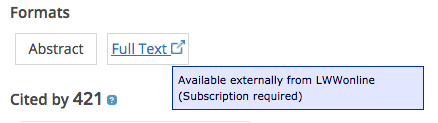 Formats
Abstract
Full Text
Available externally from LWWonline
(Subscription required)
Cited by 421 ?